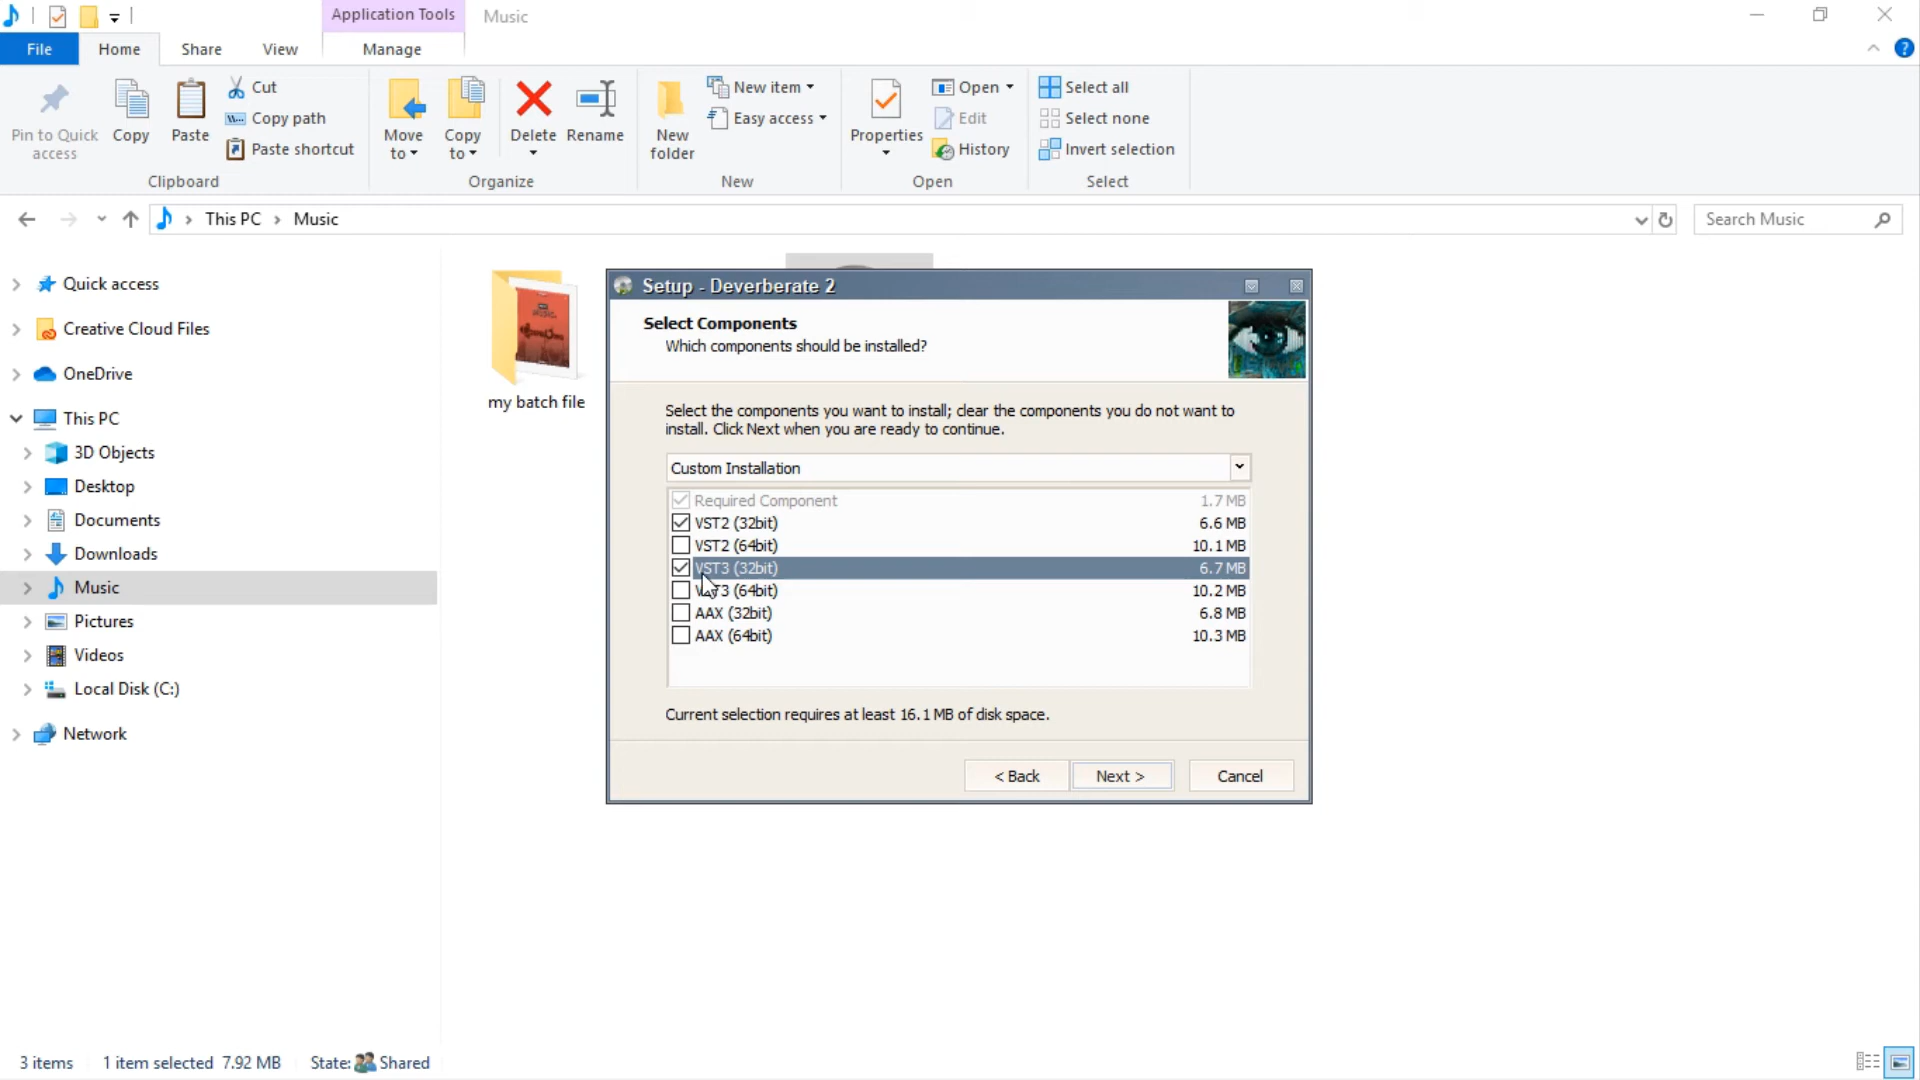 Application Tools
Music
File
Home
Share
View
Manage
Pin to Quick access
Copy
Paste
Cut
Copy path
Paste shortcut
Clipboard
Move to
Copy to
Delete
Rename
Organize
New folder
New item
Easy access
New
Properties
Open
Edit
History
Open
Select all
Select none
Invert selection
Select
This PC
Music
Search Music
Quick access
Creative Cloud Files
OneDrive
This PC
3D Objects
Desktop
Documents
Downloads
Music
Pictures
Videos
Local Disk (C:)
Network
my batch file
Setup - Deverberate 2
Select Components
Which components should be installed?
Select the components you want to install; clear the components you do not want to
install. Click Next when you are ready to continue.
Custom Installation
Required Component 1.7 MB
VST2 (32bit) 6.6 MB
VST2 (64bit) 10.1 MB
VST3 (32bit) 6.7 MB
VST3 (64bit) 10.2 MB
AAX (32bit) 6.8 MB
AAX (64bit) 10.3 MB
Current selection requires at least 16.1 MB of disk space.
< Back
Next >
Cancel
3 items
1 item selected 7.92 MB
State: Shared